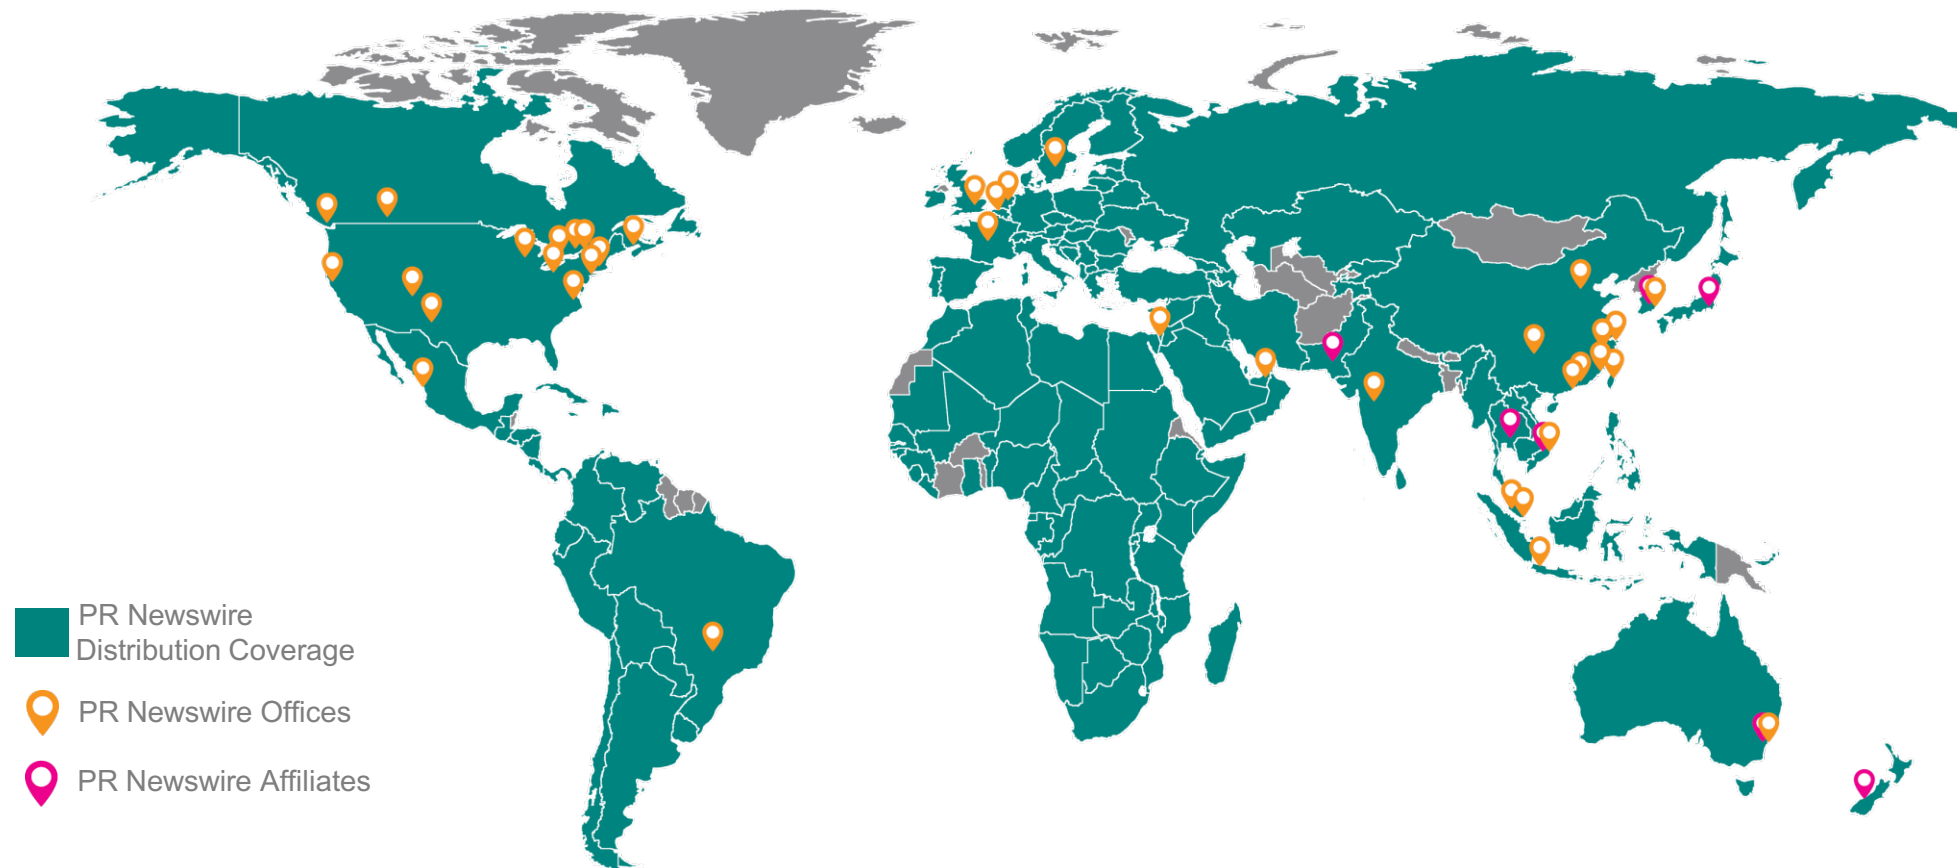 PR Newswire
Distribution Coverage
PR Newswire Offices
PR Newswire Affiliates